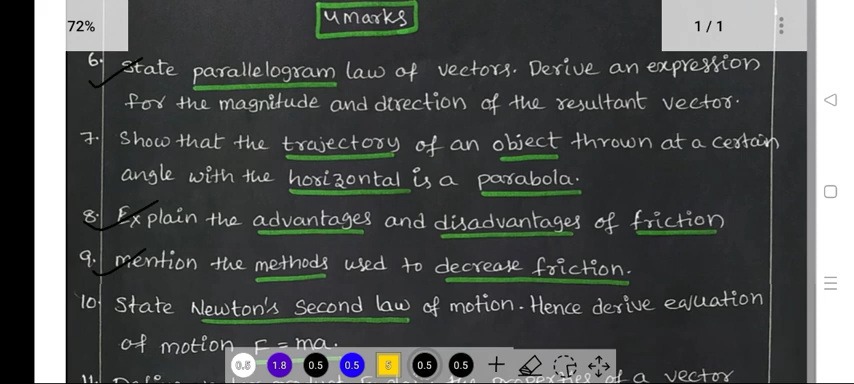 72%
4 marks
1 / 1
6. State parallelogram law of vectors. Derive an expression
for the magnitude and direction of the resultant vector.
7. Show that the trajectory of an object thrown at a certain
angle with the horizontal is a parabola.
8. Explain the advantages and disadvantages of friction
9. mention the methods used to decrease friction.
10. State Newton's Second law of motion. Hence derive equation
of motion F = ma.
0.5 1.8 0.5 0.5 5 0.5 0.5
11. of a vector